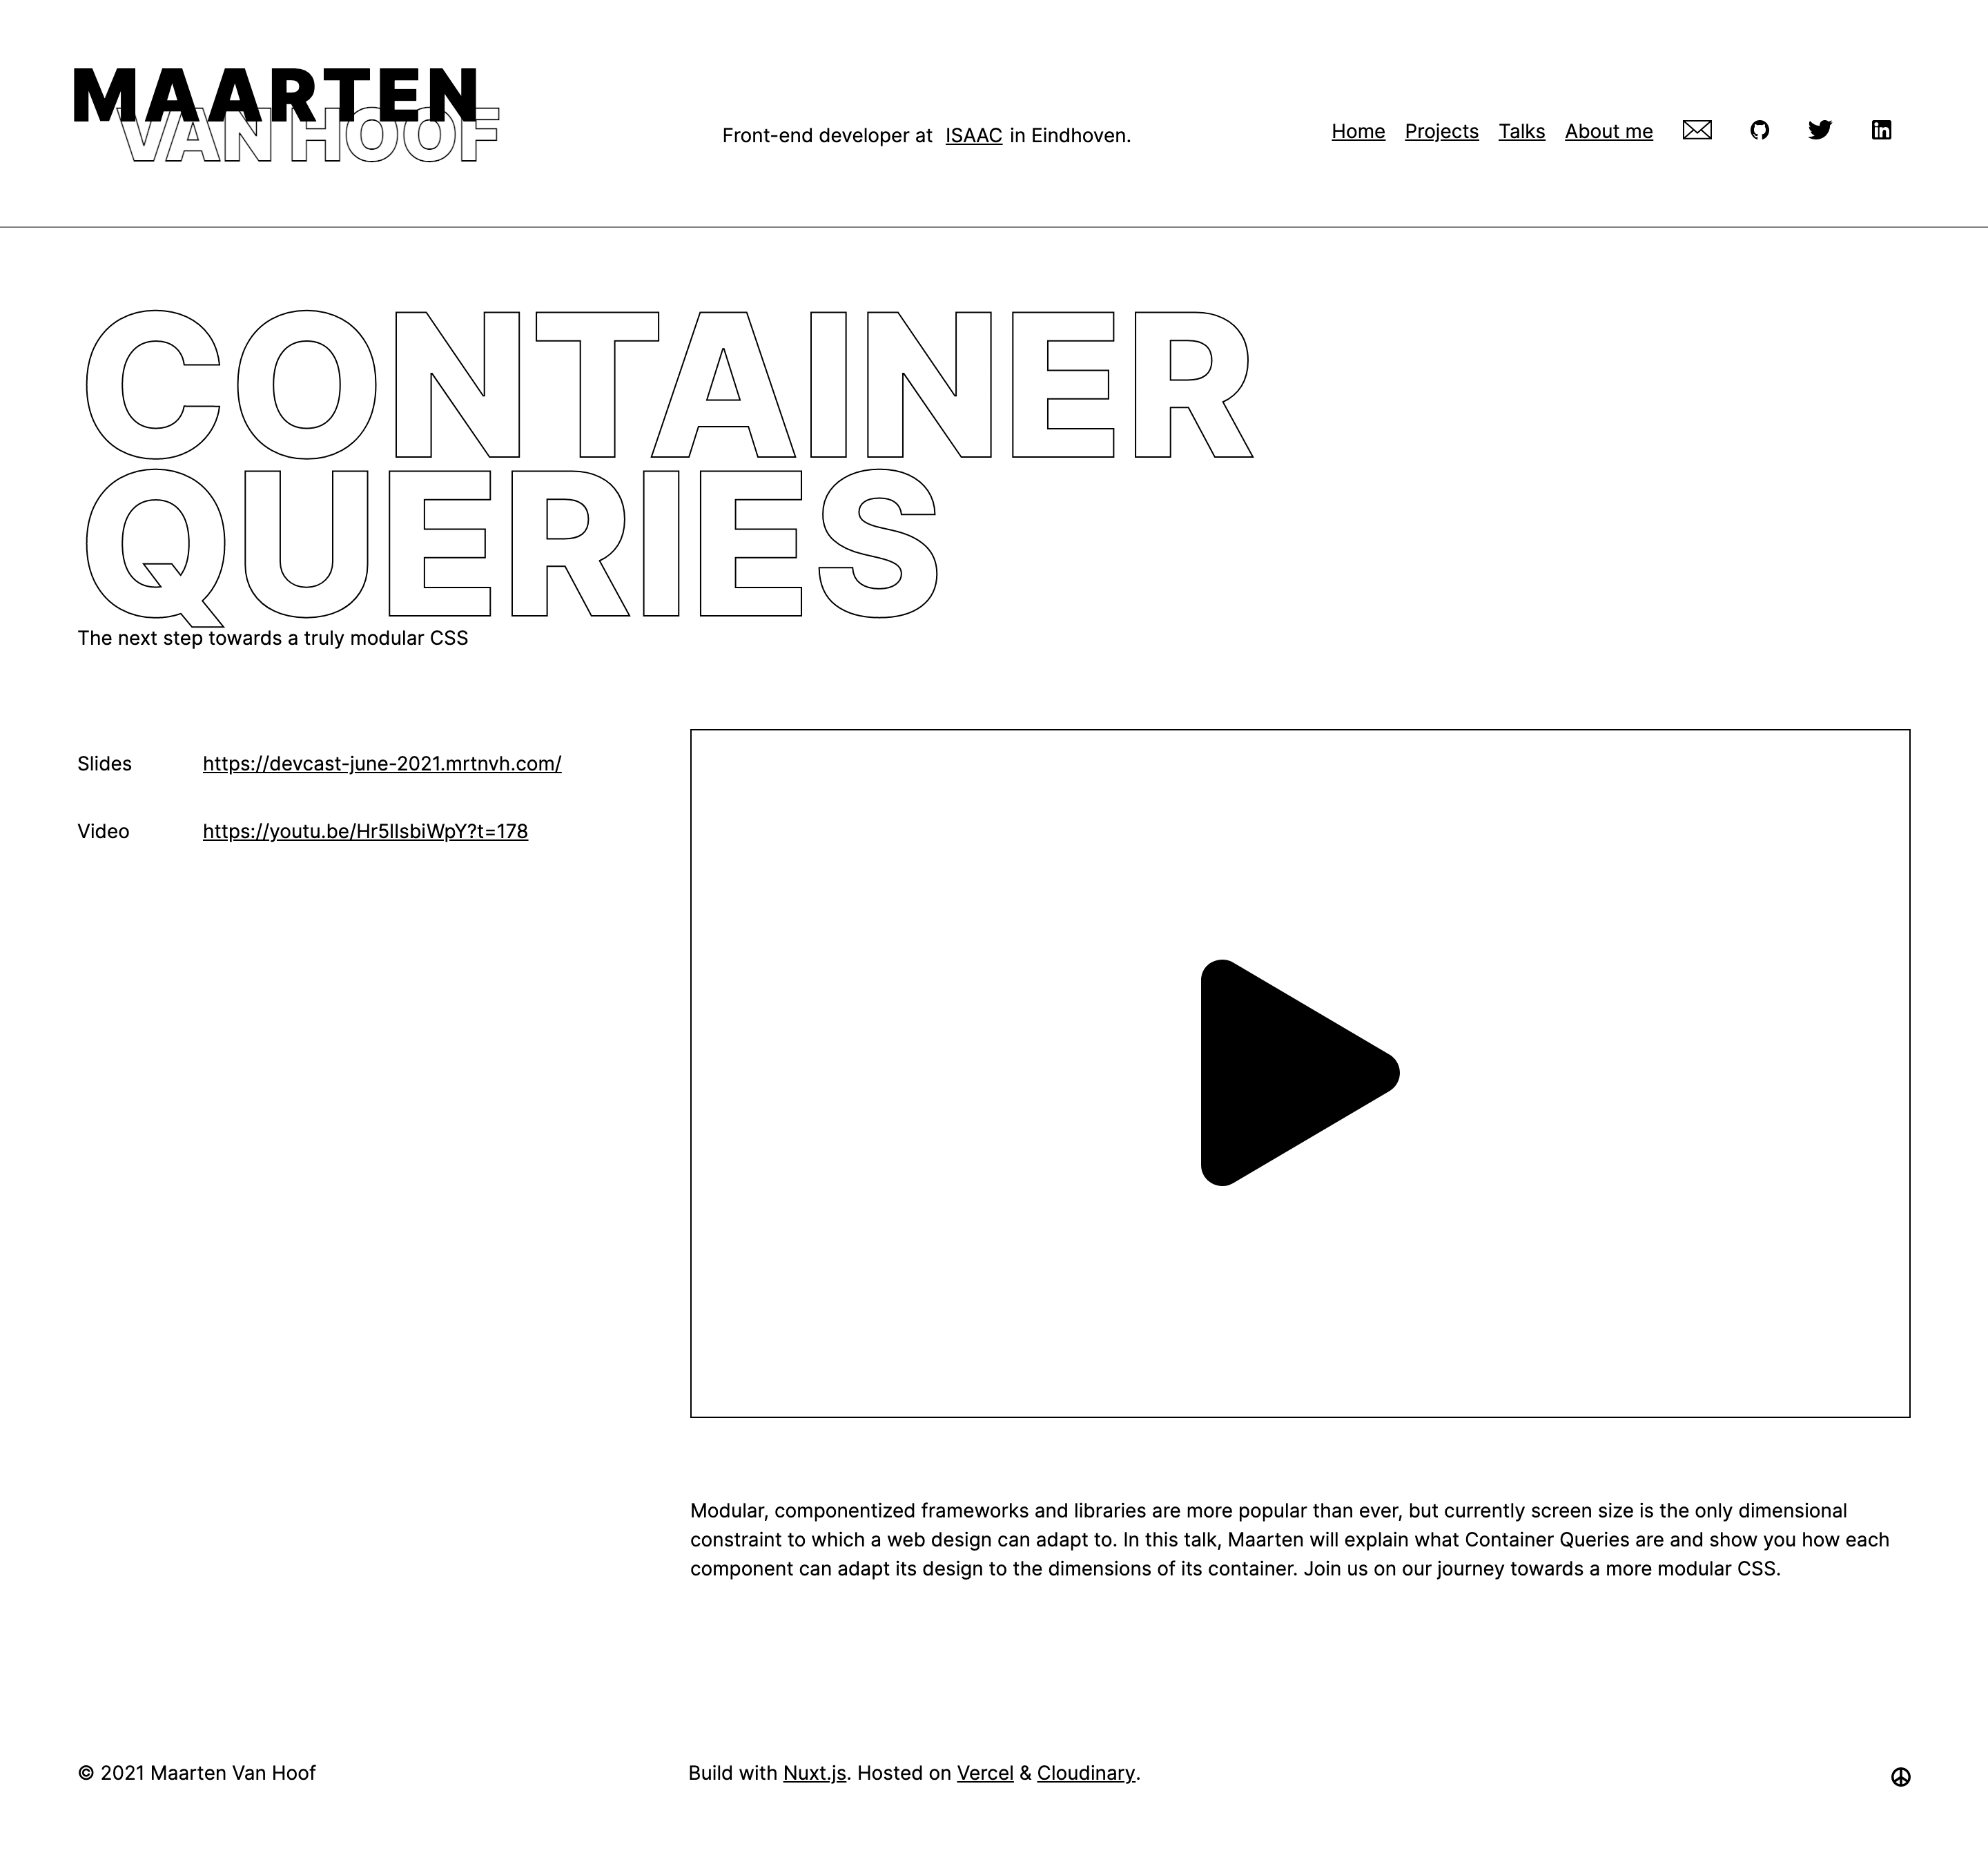 MAARTEN
VAN HOOF
Front-end developer at ISAAC in Eindhoven.
Home Projects Talks About me
CONTAINER
QUERIES
The next step towards a truly modular CSS
Slides https://devcast-june-2021.mrtnvh.com/
Video https://youtu.be/Hr5IlsbiWpY?t=178
Modular, componentized frameworks and libraries are more popular than ever, but currently screen size is the only dimensional
constraint to which a web design can adapt to. In this talk, Maarten will explain what Container Queries are and show you how each
component can adapt its design to the dimensions of its container. Join us on our journey towards a more modular CSS.
© 2021 Maarten Van Hoof
Build with Nuxt.js. Hosted on Vercel & Cloudinary.